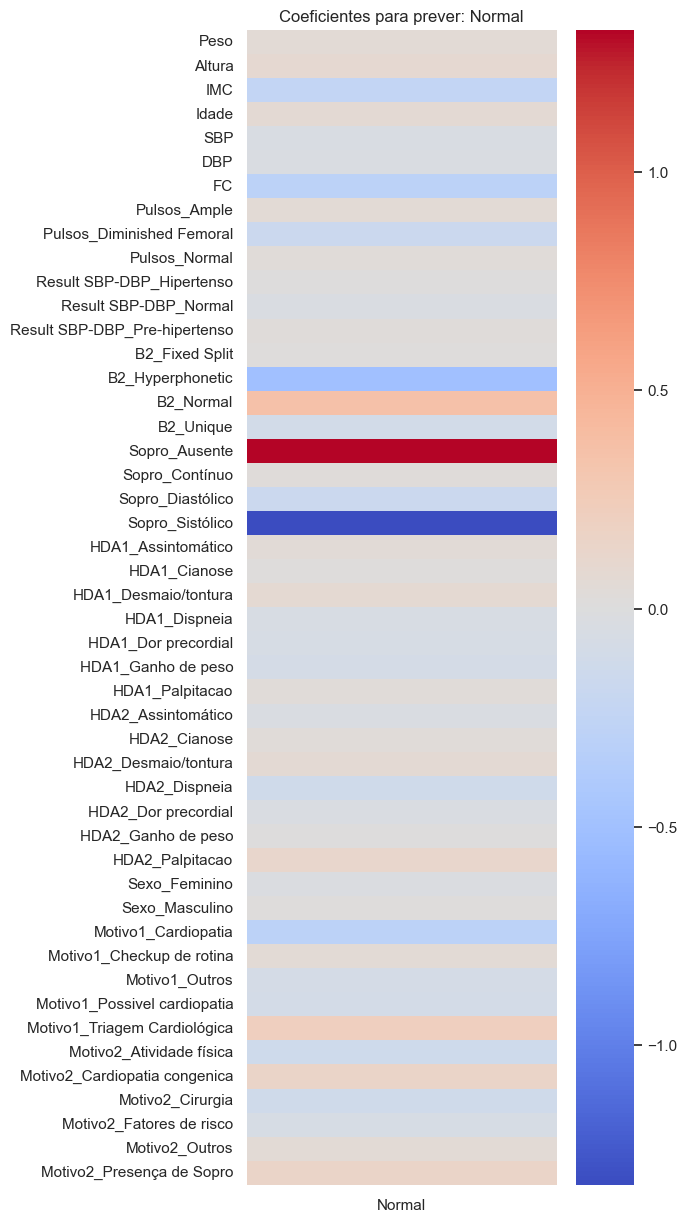 Coeficientes para prever: Normal
Peso
Altura
IMC
Idade
SBP
DBP
FC
Pulsos_Ample
Pulsos_Diminished Femoral
Pulsos_Normal
Result SBP-DBP_Hipertenso
Result SBP-DBP_Normal
Result SBP-DBP_Pre-hipertenso
B2_Fixed Split
B2_Hyperphonetic
B2_Normal
B2_Unique
Sopro_Ausente
Sopro_Contínuo
Sopro_Diastólico
Sopro_Sistólico
HDA1_Assintomático
HDA1_Cianose
HDA1_Desmaio/tontura
HDA1_Dispneia
HDA1_Dor precordial
HDA1_Ganho de peso
HDA1_Palpitacao
HDA2_Assintomático
HDA2_Cianose
HDA2_Desmaio/tontura
HDA2_Dispneia
HDA2_Dor precordial
HDA2_Ganho de peso
HDA2_Palpitacao
Sexo_Feminino
Sexo_Masculino
Motivo1_Cardiopatia
Motivo1_Checkup de rotina
Motivo1_Outros
Motivo1_Possivel cardiopatia
Motivo1_Triagem Cardiológica
Motivo2_Atividade física
Motivo2_Cardiopatia congenica
Motivo2_Cirurgia
Motivo2_Fatores de risco
Motivo2_Outros
Motivo2_Presença de Sopro
Normal
1.0
0.5
0.0
−0.5
−1.0